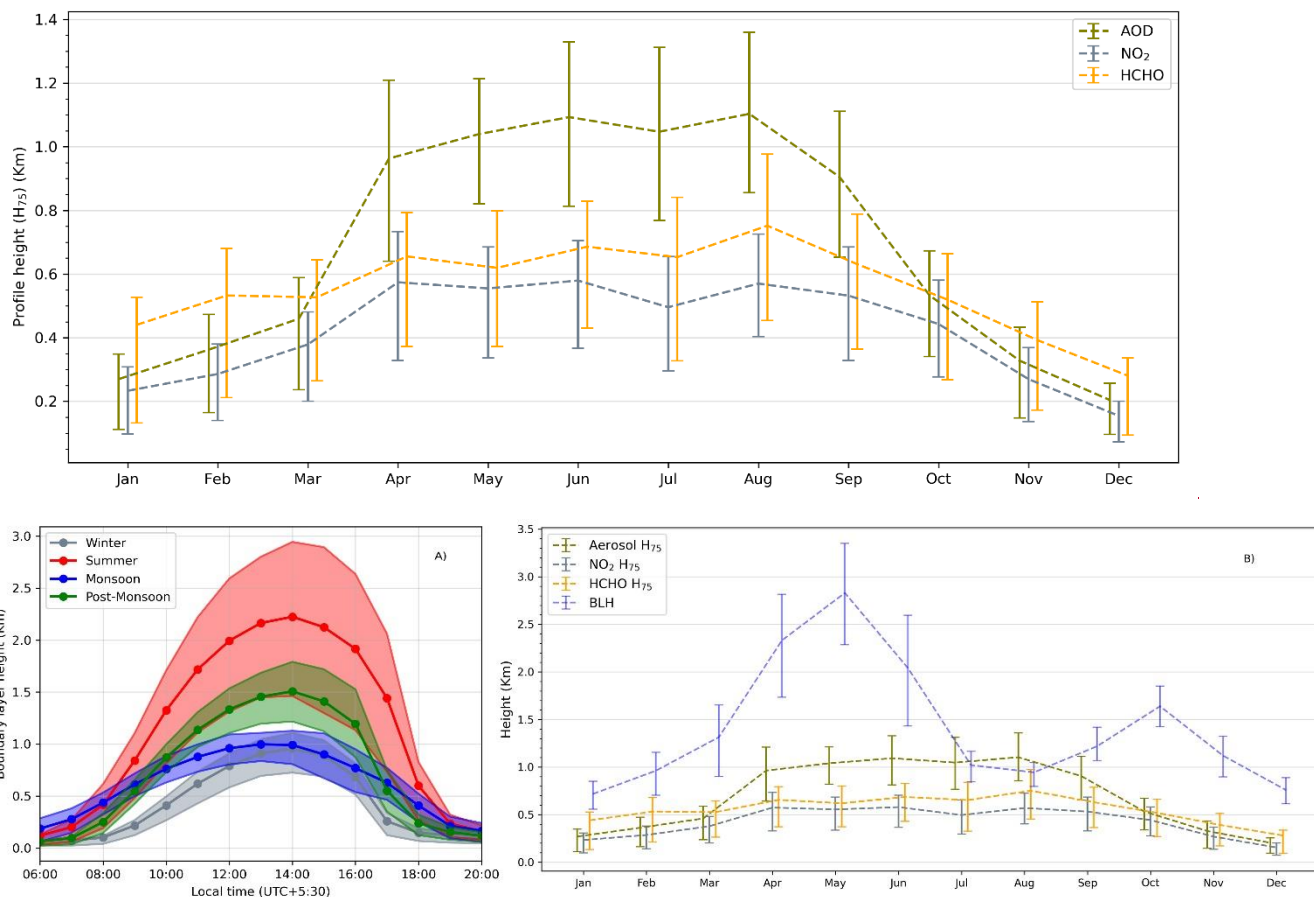 1.4
1.2
1.0
0.8
0.6
0.4
0.2
Profile height (H₇₅) (Km)
AOD
NO₂
HCHO
Jan Feb Mar Apr May Jun Jul Aug Sep Oct Nov Dec
3.0
2.5
2.0
1.5
1.0
0.5
0.0
Boundary layer height (Km)
Winter
Summer
Monsoon
Post-Monsoon
A)
06:00 08:00 10:00 12:00 14:00 16:00 18:00 20:00
Local time (UTC+5:30)
3.5
3.0
2.5
2.0
1.5
1.0
0.5
0.0
Height (Km)
Aerosol H₇₅
NO₂ H₇₅
HCHO H₇₅
BLH
B)
Jan Feb Mar Apr May Jun Jul Aug Sep Oct Nov Dec